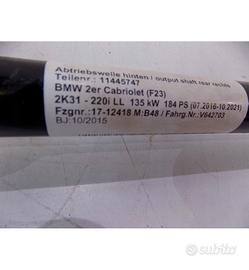 Abtriebswelle hinten / output shaft rear rechts
Teilenr.: 11445747
BMW 2er Cabriolet (F23)
2K31 - 220i LL 135 kW 184 PS (07.2016-10.2021)
Fzgnr.:17-12418 M:B48 / Fahrg.Nr.:V642703
BJ:10/2015
subito